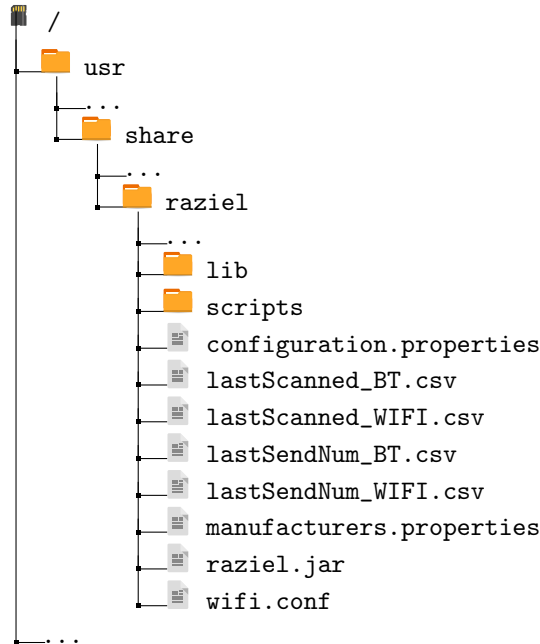 /
usr
...
share
...
raziel
...
lib
scripts
configuration.properties
lastScanned_BT.csv
lastScanned_WIFI.csv
lastSendNum_BT.csv
lastSendNum_WIFI.csv
manufacturers.properties
raziel.jar
wifi.conf
...